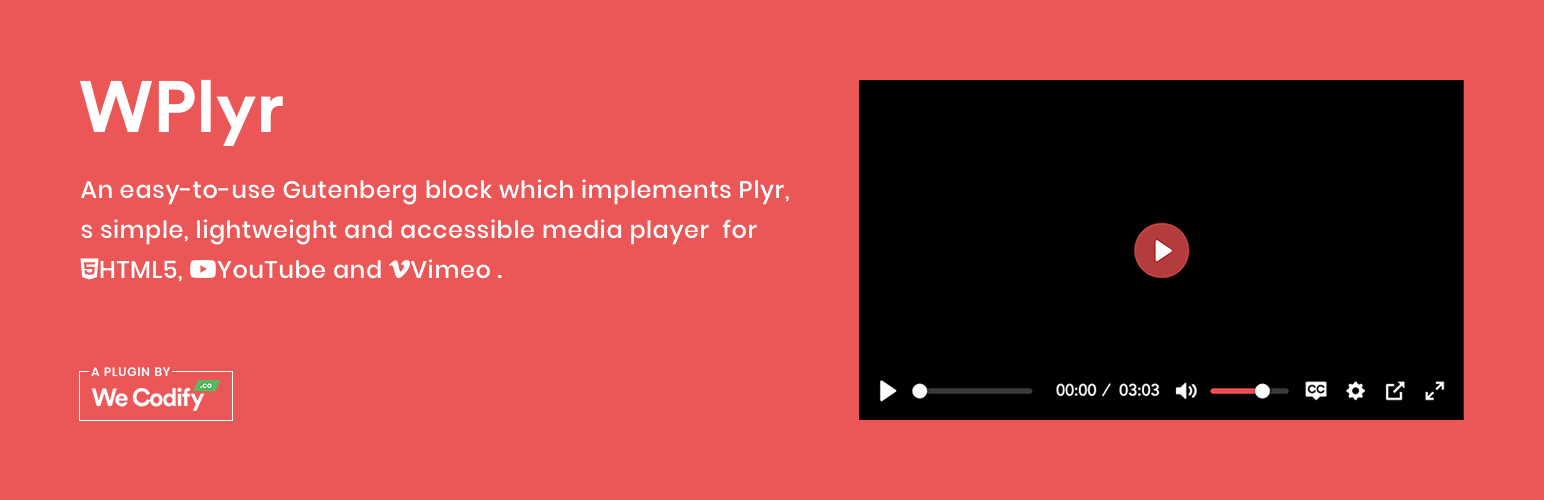 WPlyr
An easy-to-use Gutenberg block which implements Plyr,
s simple, lightweight and accessible media player for
HTML5, YouTube and Vimeo .
A PLUGIN BY
We Codify .co
00:00 / 03:03
CC